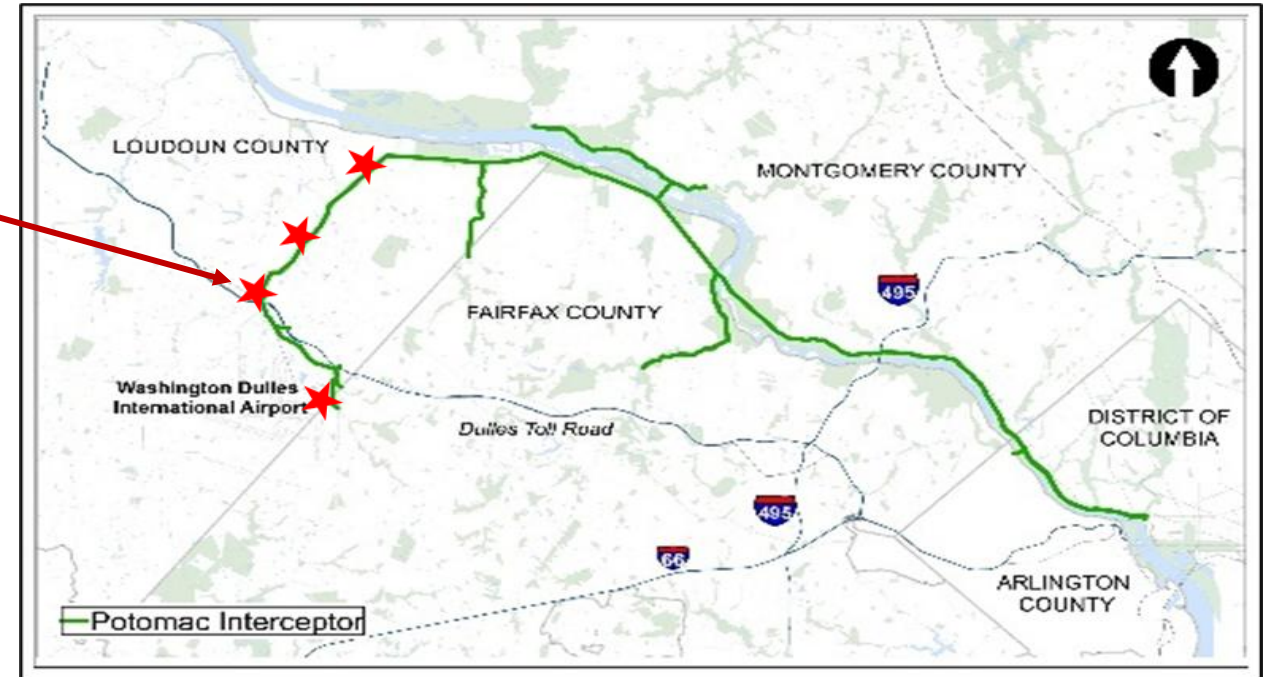 LOUDOUN COUNTY
MONTGOMERY COUNTY
495
FAIRFAX COUNTY
Washington Dulles
International Airport
Dulles Toll Road
DISTRICT OF
COLUMBIA
495
66
ARLINGTON
COUNTY
Potomac Interceptor